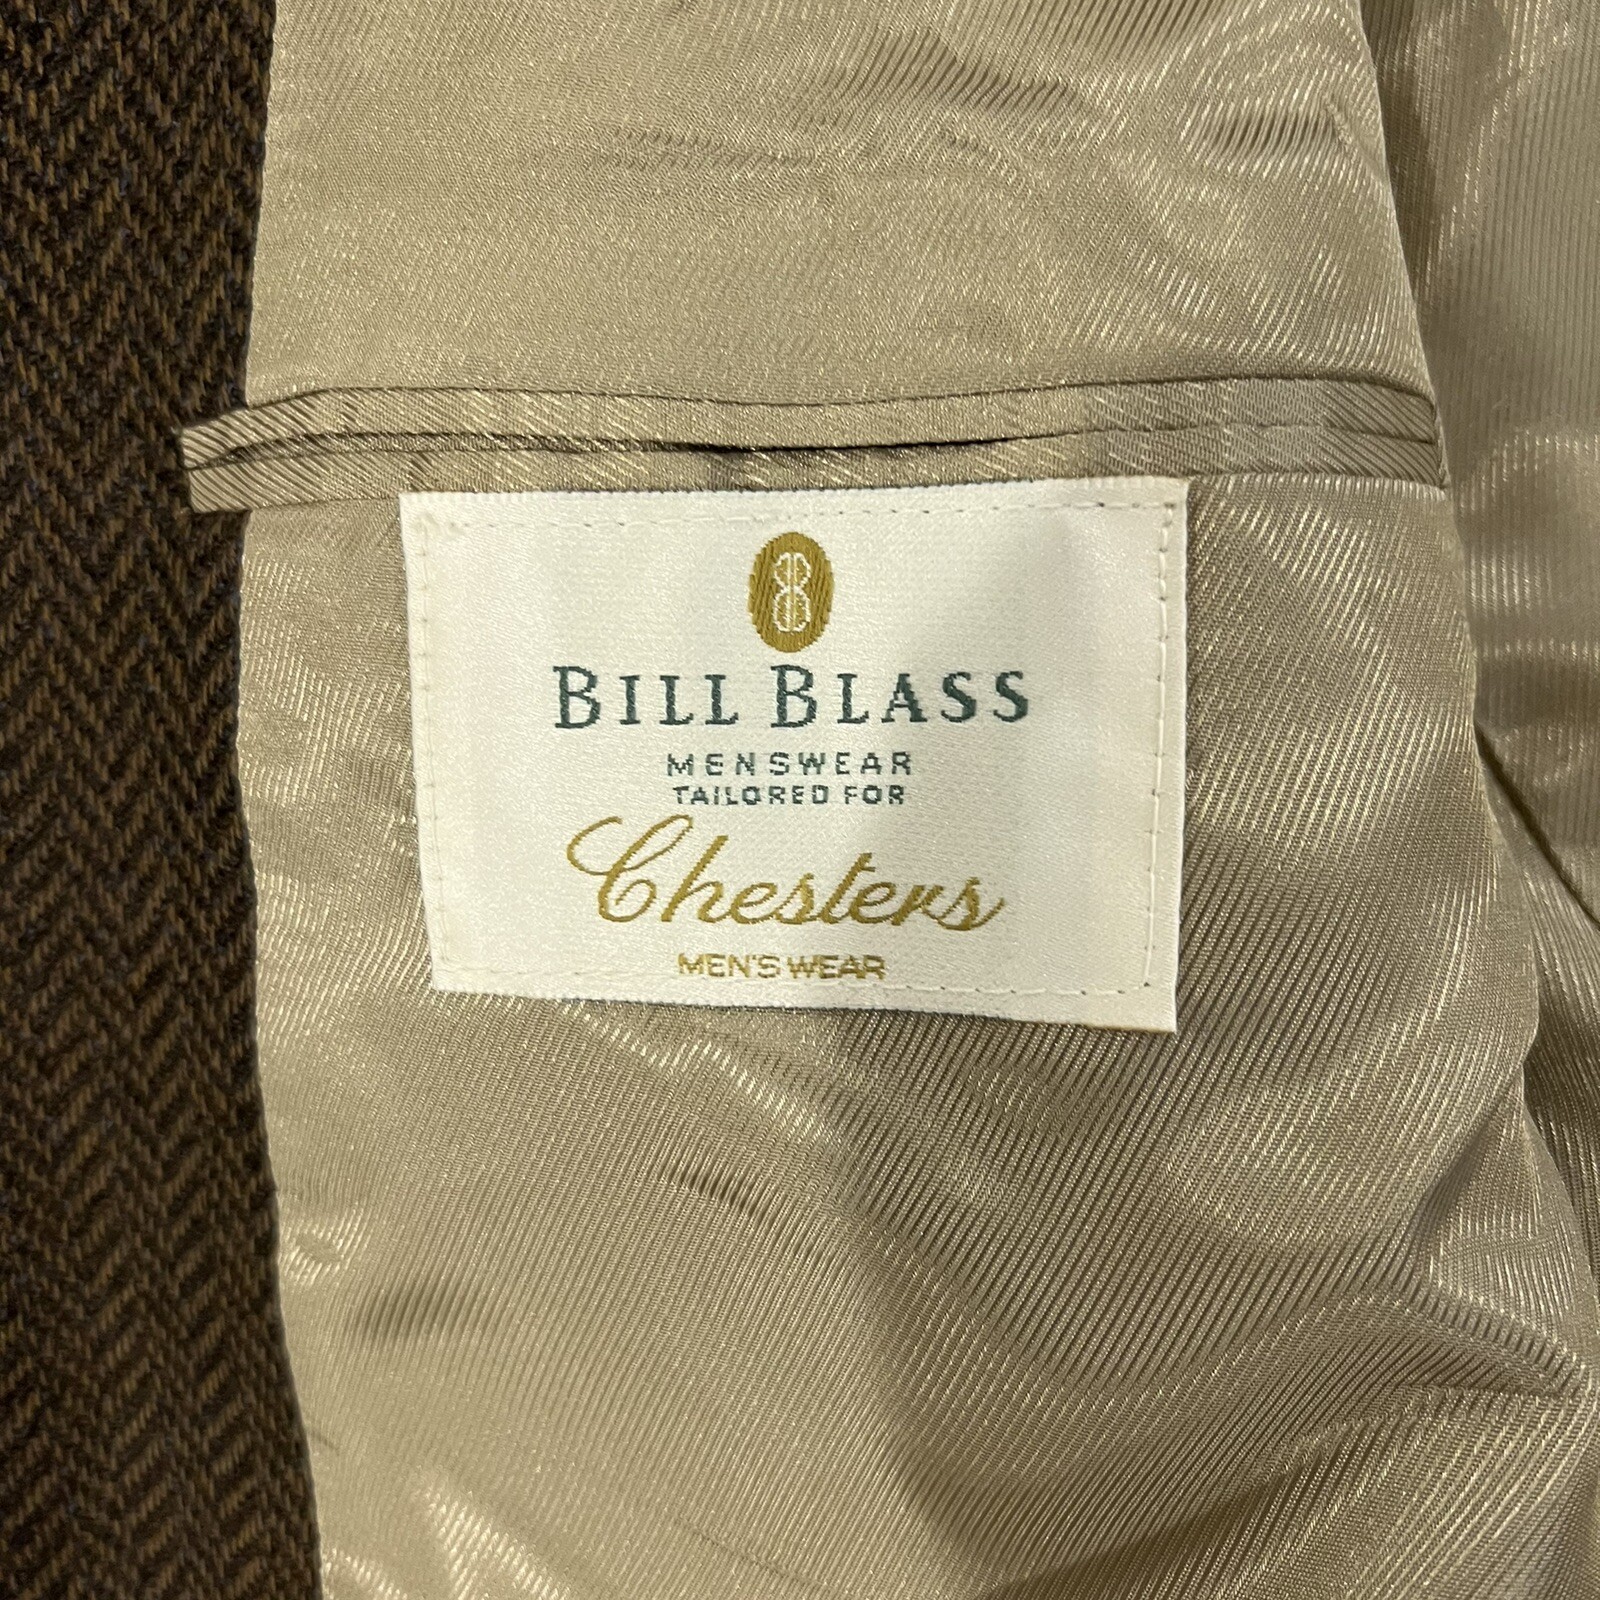 BILL BLASS
MENSWEAR
TAILORED FOR
Chesters
MEN'S WEAR